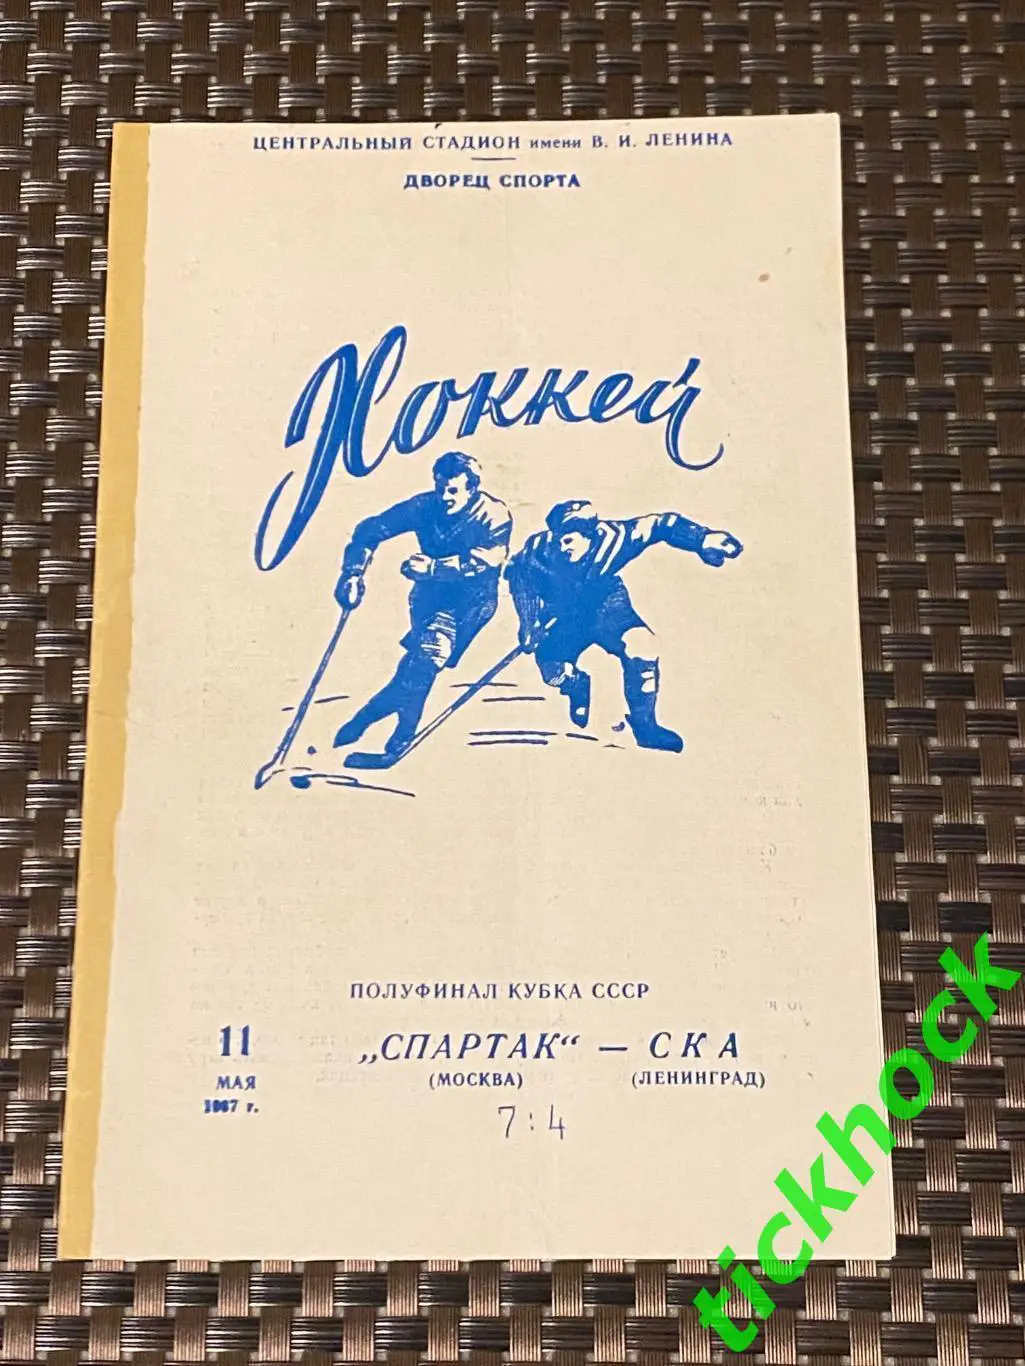 ЦЕНТРАЛЬНЫЙ СТАДИОН имени В. И. ЛЕНИНА
ДВОРЕЦ СПОРТА
Хоккей
ПОЛУФИНАЛ КУБКА СССР
11 „СПАРТАК“ — СКА
МАЯ (МОСКВА) (ЛЕНИНГРАД)
1967 г.
7:4
tickhock